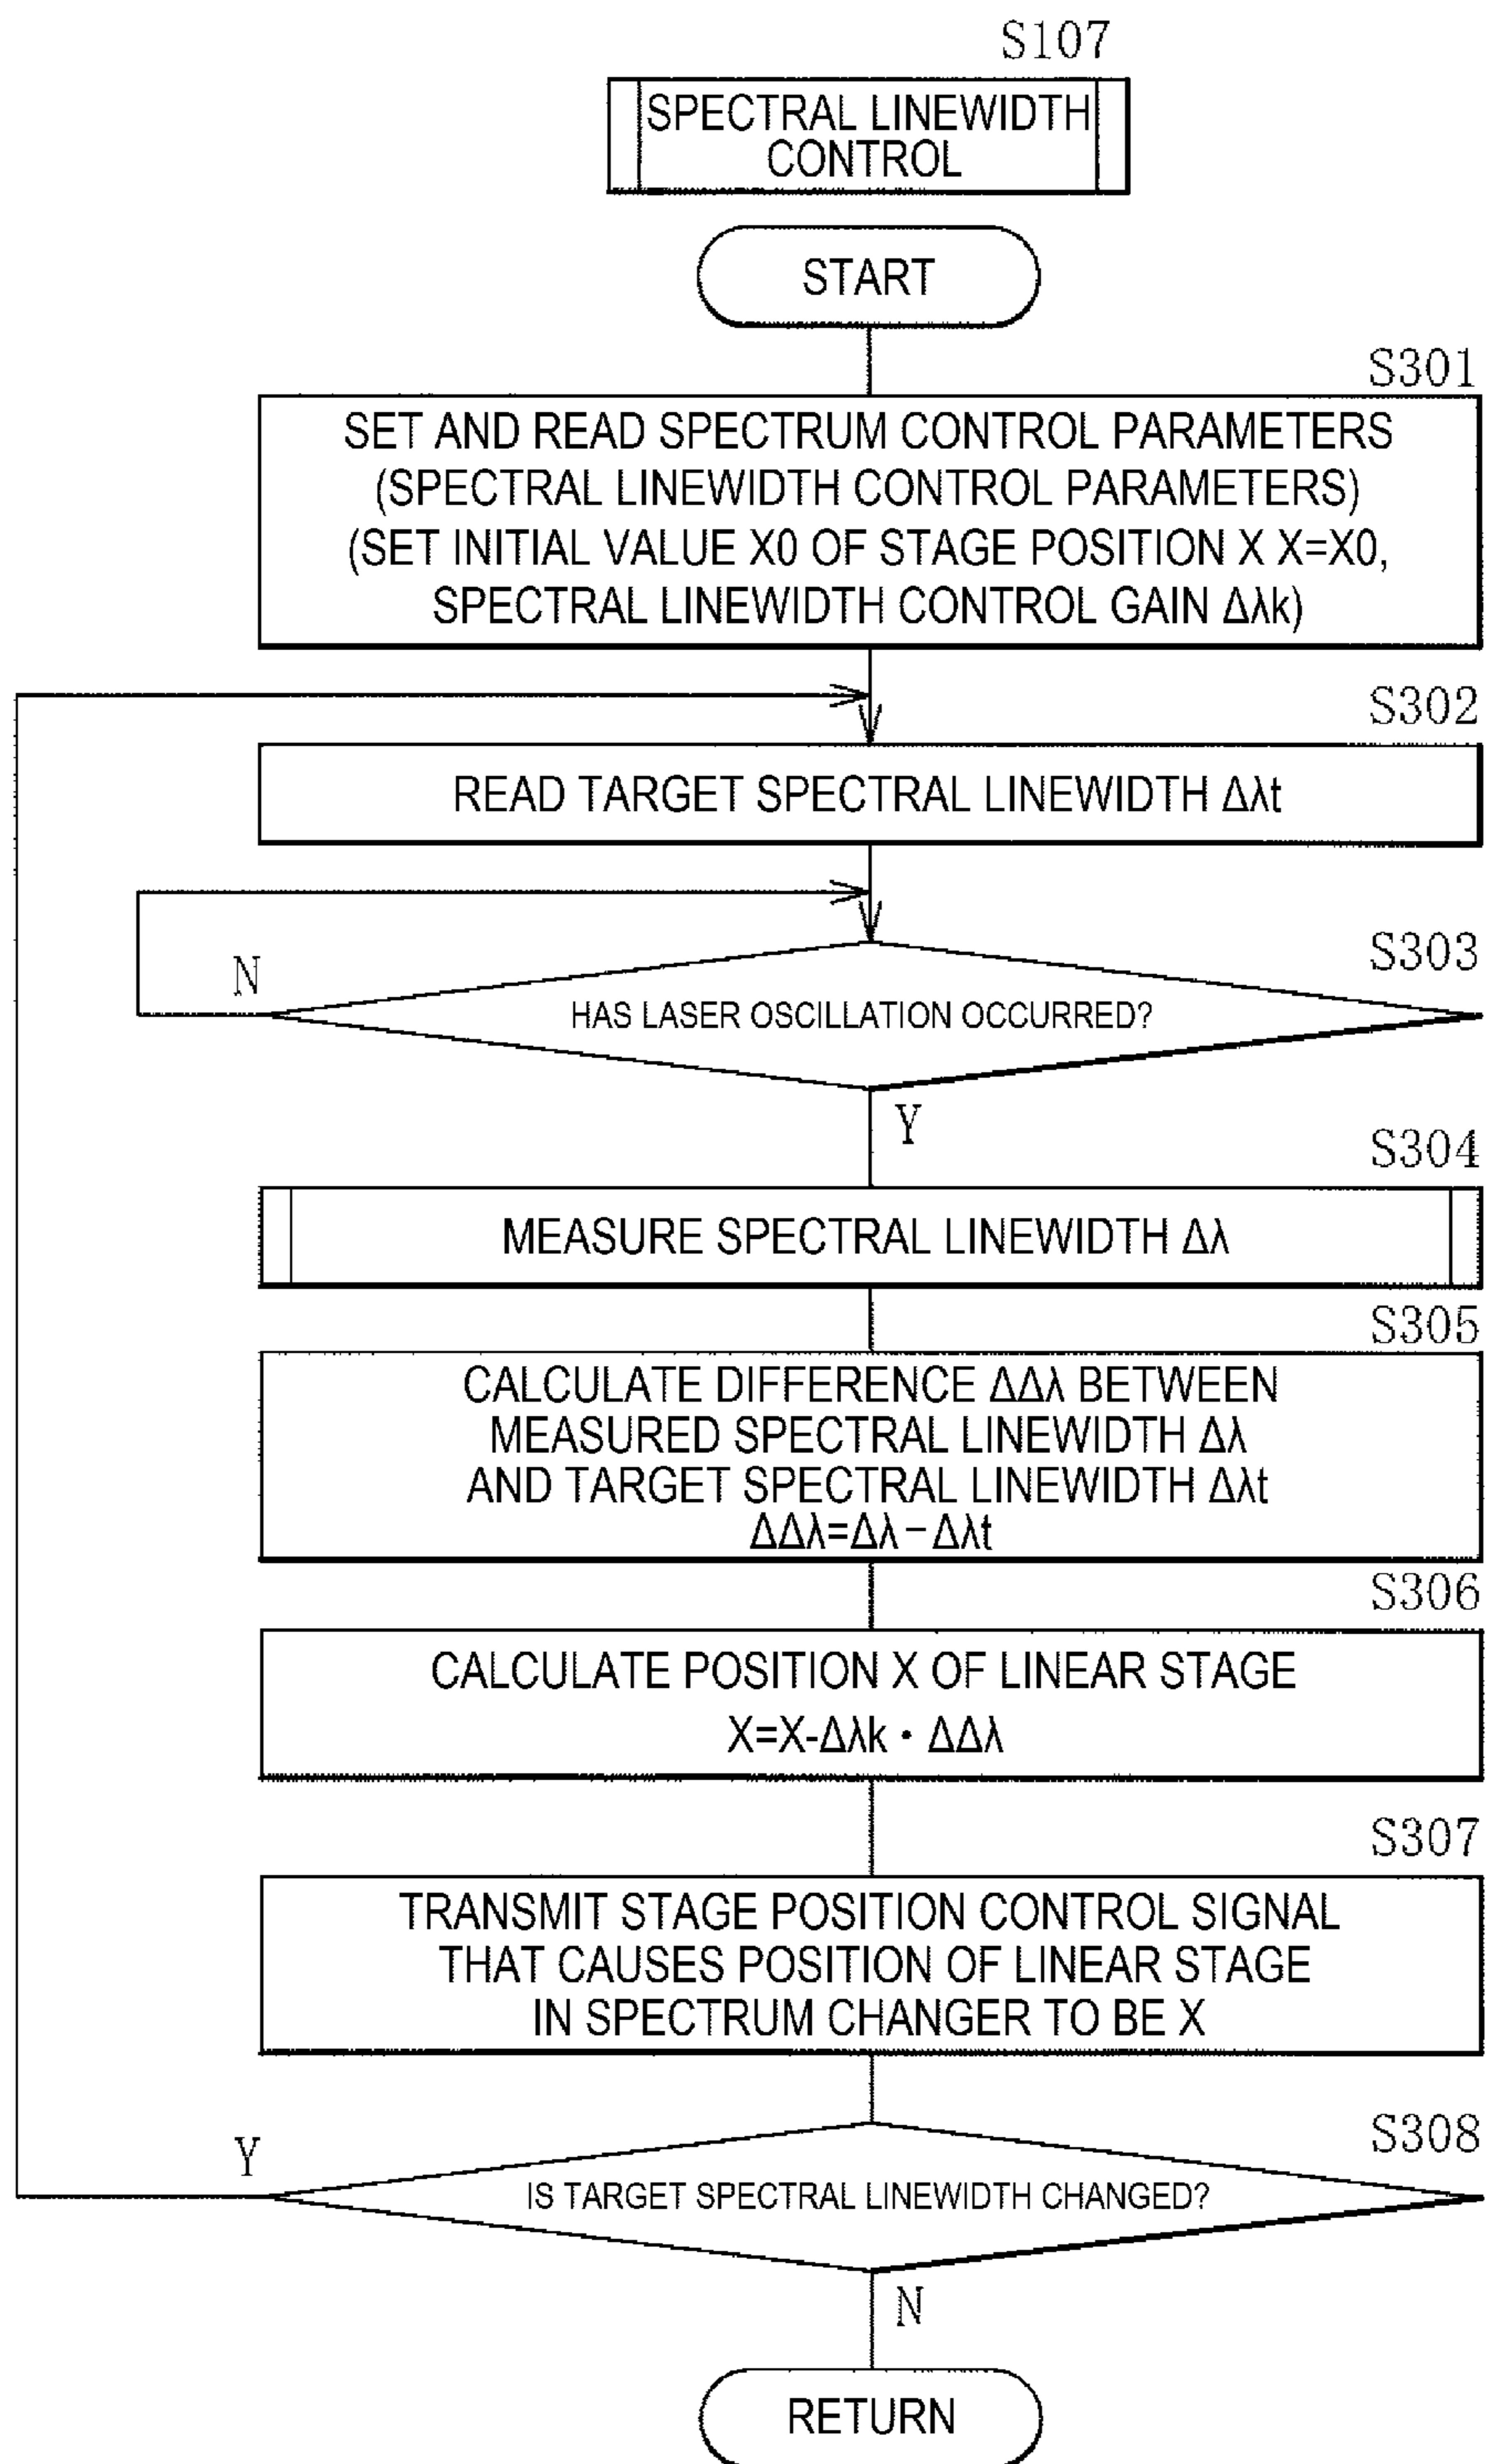 S107
SPECTRAL LINEWIDTH
CONTROL
START
S301
SET AND READ SPECTRUM CONTROL PARAMETERS
(SPECTRAL LINEWIDTH CONTROL PARAMETERS)
(SET INITIAL VALUE X0 OF STAGE POSITION X X=X0,
SPECTRAL LINEWIDTH CONTROL GAIN Δλk)
S302
READ TARGET SPECTRAL LINEWIDTH Δλt
S303
N
HAS LASER OSCILLATION OCCURRED?
Y
S304
MEASURE SPECTRAL LINEWIDTH Δλ
S305
CALCULATE DIFFERENCE ΔΔλ BETWEEN
MEASURED SPECTRAL LINEWIDTH Δλ
AND TARGET SPECTRAL LINEWIDTH Δλt
ΔΔλ=Δλ−Δλt
S306
CALCULATE POSITION X OF LINEAR STAGE
X=X-Δλk・ΔΔλ
S307
TRANSMIT STAGE POSITION CONTROL SIGNAL
THAT CAUSES POSITION OF LINEAR STAGE
IN SPECTRUM CHANGER TO BE X
S308
Y
IS TARGET SPECTRAL LINEWIDTH CHANGED?
N
RETURN